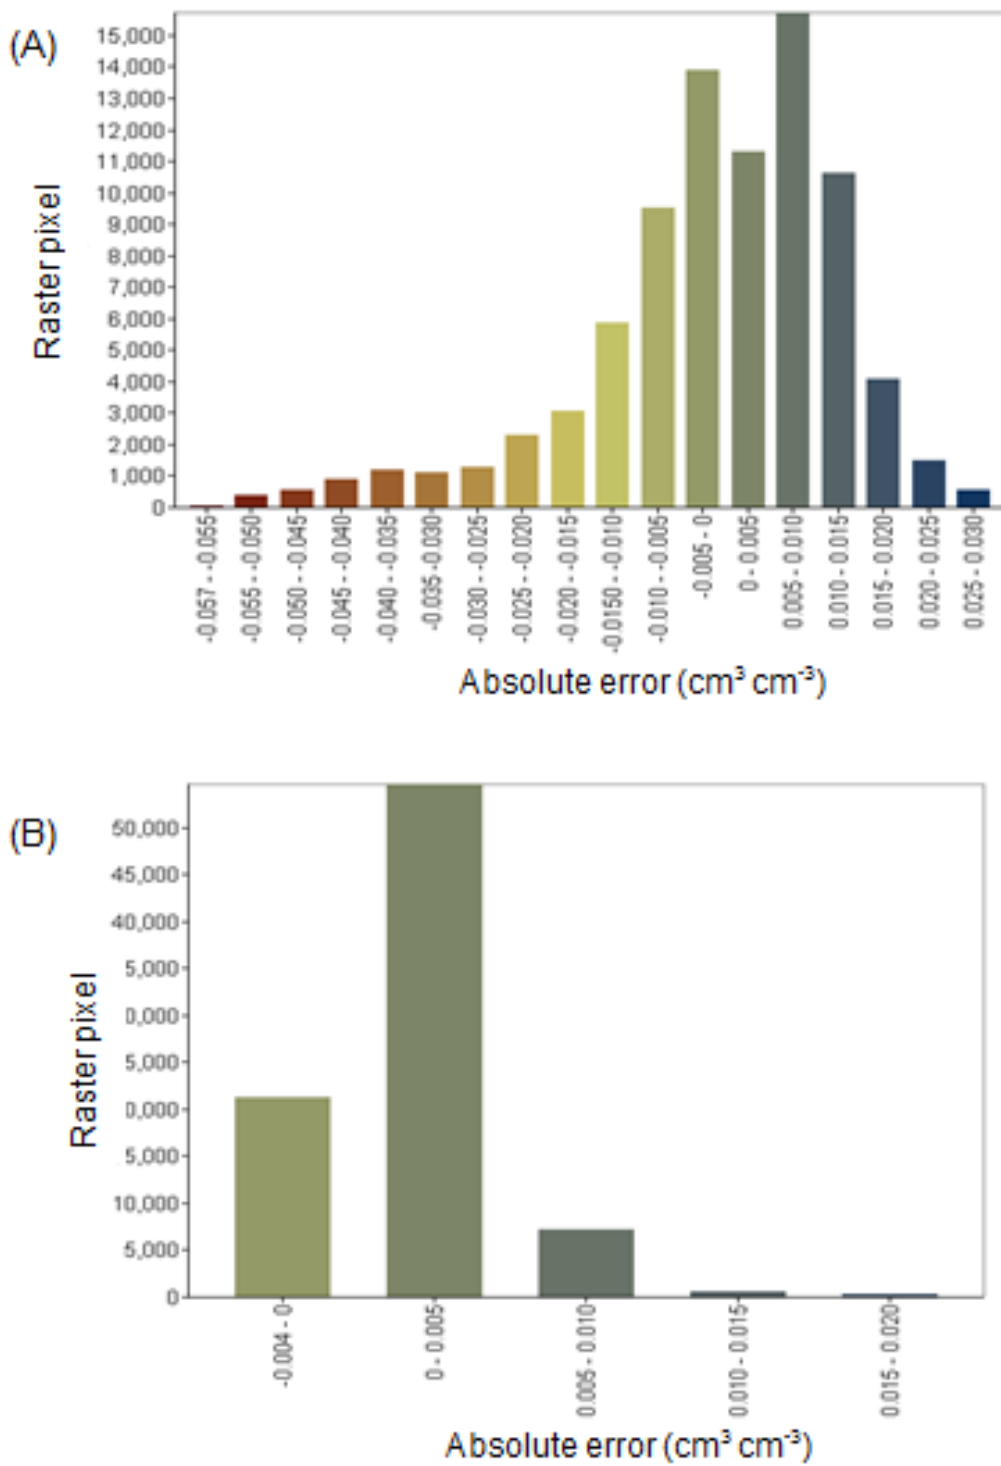 (A)
15,000
14,000
13,000
12,000
11,000
10,000
9,000
8,000
7,000
6,000
5,000
4,000
3,000
2,000
1,000
0
Raster pixel
-0.057 - -0.055
-0.055 - -0.050
-0.050 - -0.045
-0.045 - -0.040
-0.040 - -0.035
-0.035 -0.030
-0.030 - -0.025
-0.025 - -0.020
-0.020 - -0.015
-0.0150 - -0.010
-0.010 - -0.005
-0.005 - 0
0 - 0.005
0.005 - 0.010
0.010 - 0.015
0.015 - 0.020
0.020 - 0.025
0.025 - 0.030
Absolute error (cm³ cm⁻³)
(B)
50,000
45,000
40,000
5,000
0,000
5,000
0,000
5,000
10,000
5,000
0
Raster pixel
-0.004 - 0
0 - 0.005
0.005 - 0.010
0.010 - 0.015
0.015 - 0.020
Absolute error (cm³ cm⁻³)